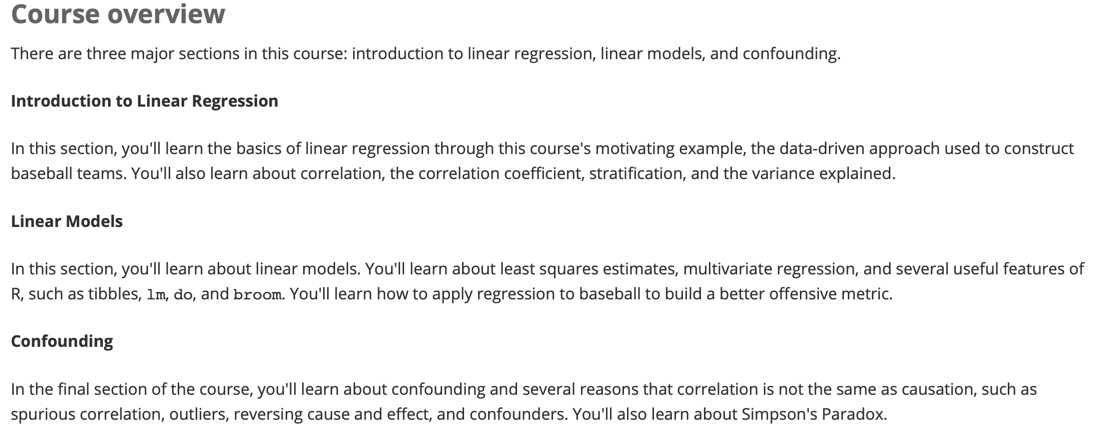 Course overview
There are three major sections in this course: introduction to linear regression, linear models, and confounding.
Introduction to Linear Regression
In this section, you'll learn the basics of linear regression through this course's motivating example, the data-driven approach used to construct
baseball teams. You'll also learn about correlation, the correlation coefficient, stratification, and the variance explained.
Linear Models
In this section, you'll learn about linear models. You'll learn about least squares estimates, multivariate regression, and several useful features of
R, such as tibbles, lm, do, and broom. You'll learn how to apply regression to baseball to build a better offensive metric.
Confounding
In the final section of the course, you'll learn about confounding and several reasons that correlation is not the same as causation, such as
spurious correlation, outliers, reversing cause and effect, and confounders. You'll also learn about Simpson's Paradox.